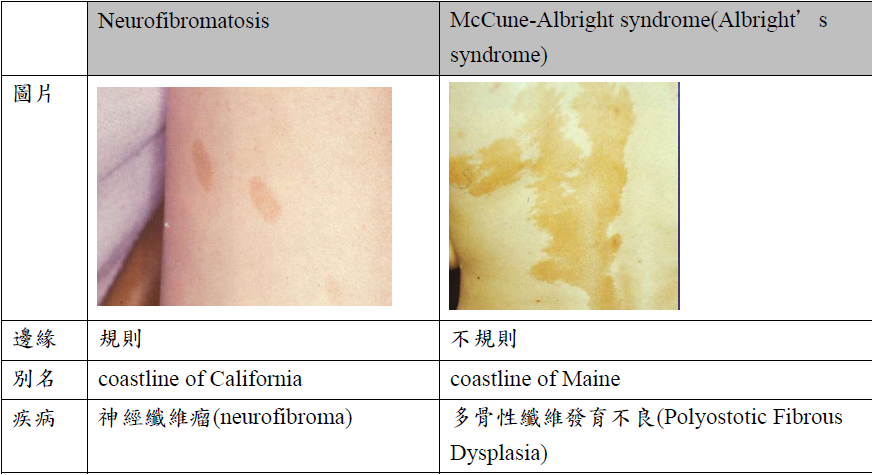 Neurofibromatosis
McCune-Albright syndrome(Albright’s
syndrome)
圖片
邊緣
規則
不規則
別名
coastline of California
coastline of Maine
疾病
神經纖維瘤(neurofibroma)
多骨性纖維發育不良(Polyostotic Fibrous
Dysplasia)